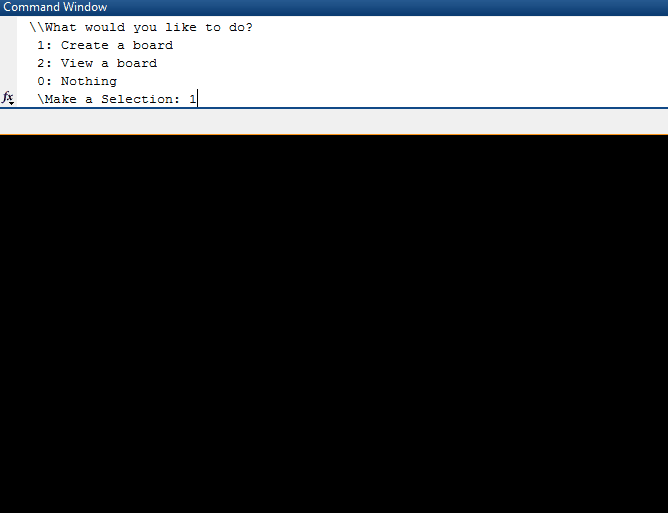 Command Window
\\What would you like to do?
1: Create a board
2: View a board
0: Nothing
fx \Make a Selection: 1